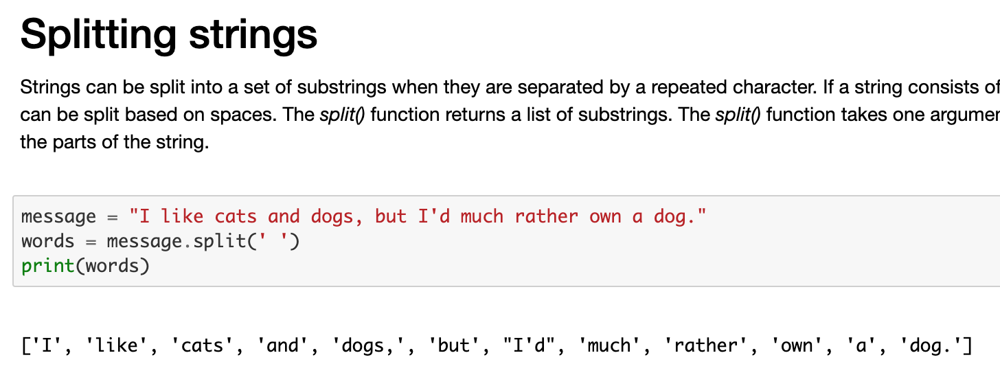 Splitting strings
Strings can be split into a set of substrings when they are separated by a repeated character. If a string consists of
can be split based on spaces. The split() function returns a list of substrings. The split() function takes one argumen
the parts of the string.
message = "I like cats and dogs, but I'd much rather own a dog."
words = message.split(' ')
print(words)
['I', 'like', 'cats', 'and', 'dogs,', 'but', "I'd", 'much', 'rather', 'own', 'a', 'dog.']